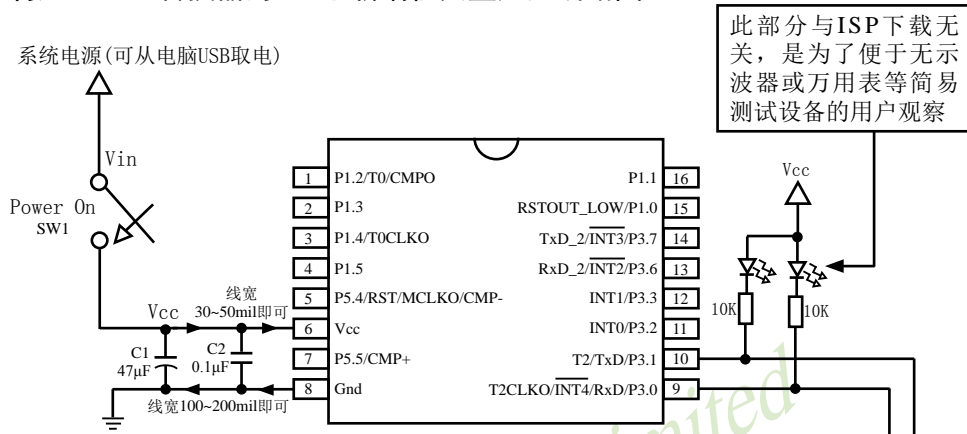 此部分与ISP下载无
关，是为了便于无示
波器或万用表等简易
测试设备的用户观察
系统电源(可从电脑USB取电)
Vin
Power On
SW1
Vcc
线宽
30~50mil即可
C1
47μF
C2
0.1μF
线宽100~200mil即可
1 P1.2/T0/CMPO
2 P1.3
3 P1.4/T0CLKO
4 P1.5
5 P5.4/RST/MCLKO/CMP-
6 Vcc
7 P5.5/CMP+
8 Gnd
P1.1 16
RSTOUT_LOW/P1.0 15
TxD_2/INT3/P3.7 14
RxD_2/INT2/P3.6 13
INT1/P3.3 12
INT0/P3.2 11
T2/TxD/P3.1 10
T2CLKO/INT4/RxD/P3.0 9
Vcc
10K
10K